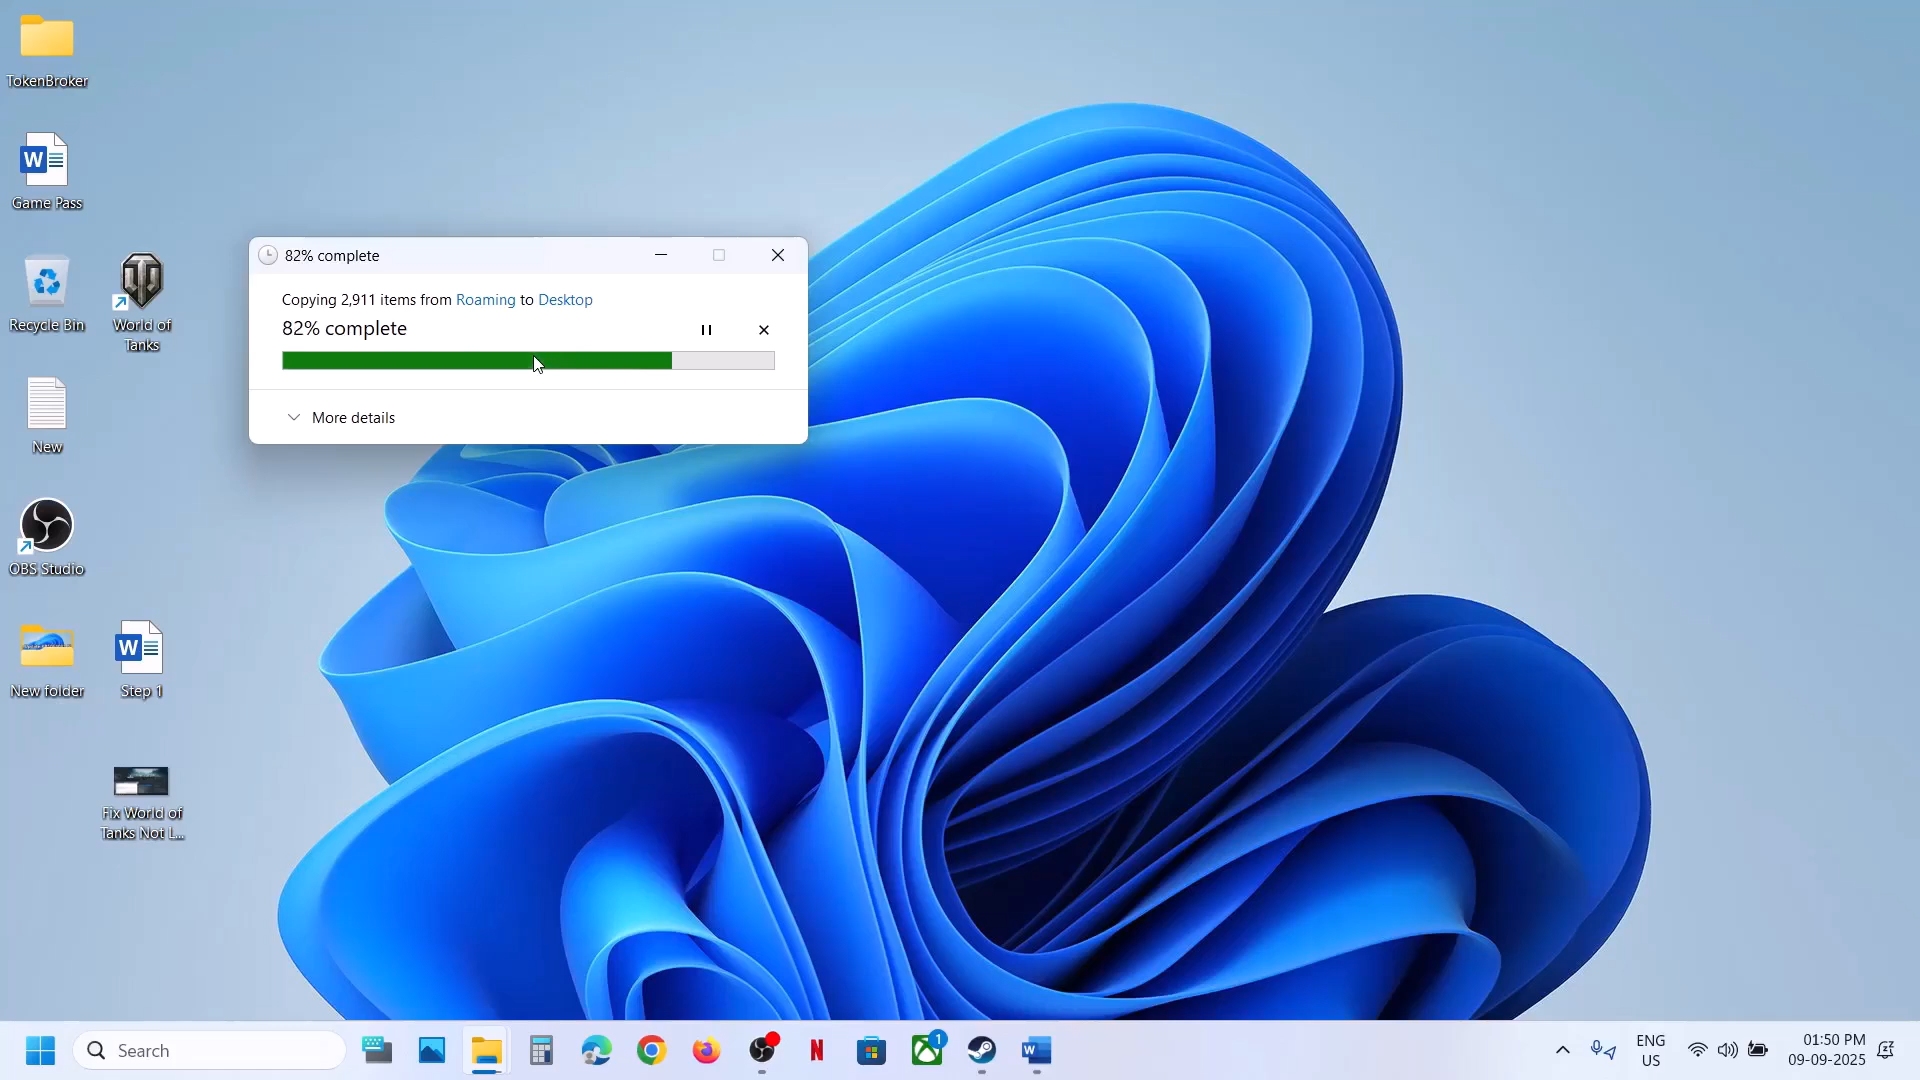 TokenBroker
Game Pass
Recycle Bin
World of
Tanks
New
OBS Studio
New folder
Step 1
Fix World of
Tanks Not L...
82% complete
Copying 2,911 items from Roaming to Desktop
82% complete
More details
Search
1
ENG
US
01:50 PM
09-09-2025